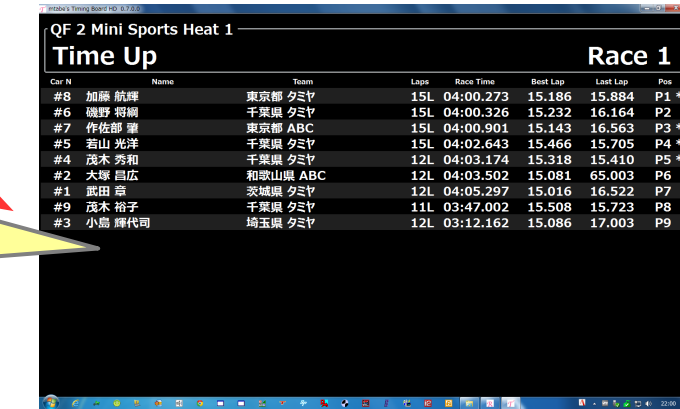 mtabe's Timing Board HD 0.7.0.0
QF 2 Mini Sports Heat 1
Time Up Race 1
Car N Name Team Laps Race Time Best Lap Last Lap Pos
#8 加藤 航輝 東京都 タミヤ 15L 04:00.273 15.186 15.884 P1 *
#6 磯野 将綱 千葉県 タミヤ 15L 04:00.326 15.232 16.164 P2
#7 作佐部 肇 東京都 ABC 15L 04:00.901 15.143 16.563 P3 *
#5 若山 光洋 千葉県 タミヤ 15L 04:02.643 15.466 15.705 P4 *
#4 茂木 秀和 千葉県 タミヤ 12L 04:03.174 15.318 15.410 P5 *
#2 大塚 昌広 和歌山県 ABC 12L 04:03.502 15.081 65.003 P6
#1 武田 章 茨城県 タミヤ 12L 04:05.297 15.016 16.522 P7
#9 茂木 裕子 千葉県 タミヤ 11L 03:47.002 15.508 15.723 P8
#3 小島 輝代司 埼玉県 タミヤ 12L 03:12.162 15.086 17.003 P9
22:00